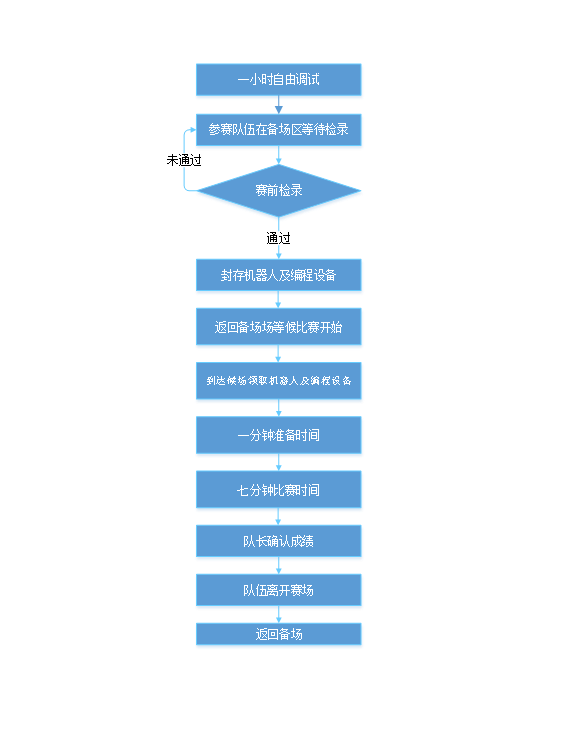 一小时自由调试
参赛队伍在备场区等待检录
未通过
赛前检录
通过
封存机器人及编程设备
返回备场场等候比赛开始
到达候场领取机器人及编程设备
一分钟准备时间
七分钟比赛时间
队长确认成绩
队伍离开赛场
返回备场